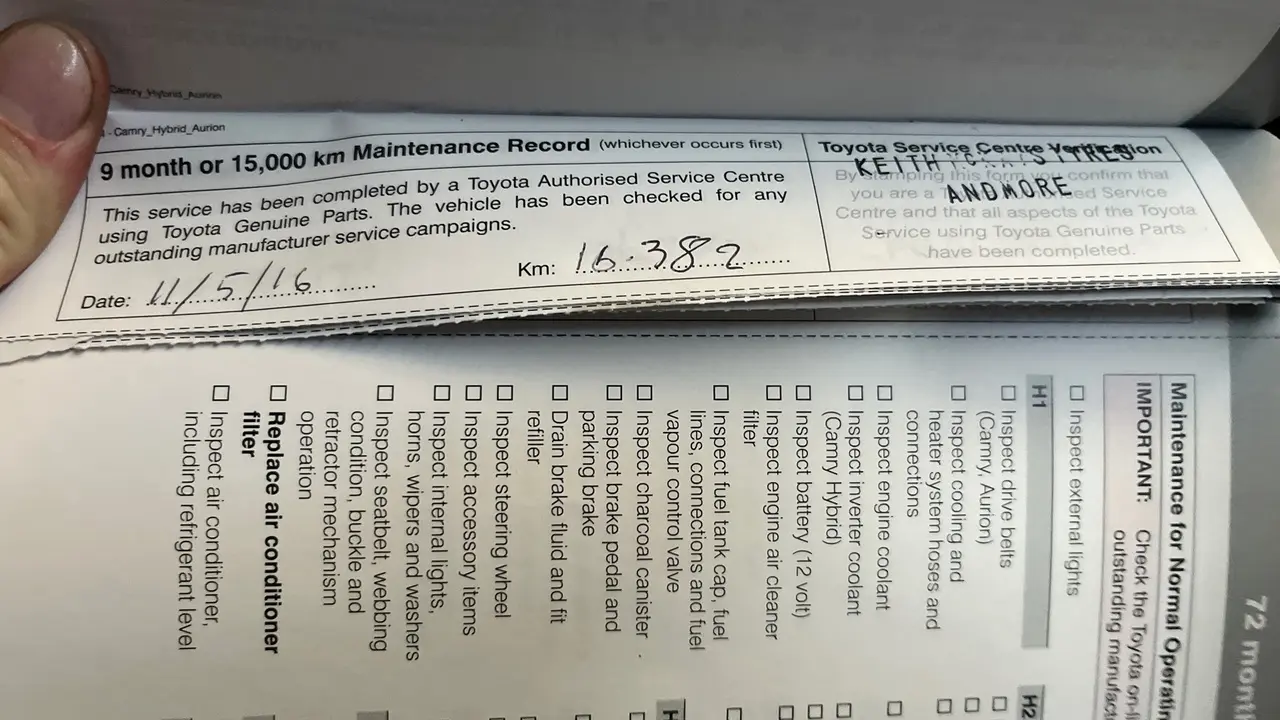 Camry_Hybrid_Aurion
- Camry_Hybrid_Aurion
9 month or 15,000 km Maintenance Record (whichever occurs first)
This service has been completed by a Toyota Authorised Service Centre
using Toyota Genuine Parts. The vehicle has been checked for any
outstanding manufacturer service campaigns.
Date: 11/5/16
Km: 16.382
Toyota Service Centre Verification
KEITH TYRES
By stamping this form you confirm that
AND MORE
you are a Service
Centre and that all aspects of the Toyota
Service using Toyota Genuine Parts
have been completed.
72
Maintenance for Normal
IMPORTANT: Check the Toyota
outstanding
☐ Inspect external lights
H1
☐ Inspect drive belts
(Camry, Aurion)
☐ Inspect cooling and
heater system hoses and
connections
☐ Inspect engine coolant
☐ Inspect inverter coolant
(Camry Hybrid)
☐ Inspect battery (12 volt)
☐ Inspect engine air cleaner
filter
☐ Inspect fuel tank cap, fuel
lines, connections and fuel
vapour control valve
☐ Inspect charcoal canister
☐ Inspect brake pedal and
parking brake
☐ Drain brake fluid and fit
refiller
☐ Inspect steering wheel
☐ Inspect accessory items
☐ Inspect internal lights,
horns, wipers and washers
☐ Inspect seatbelt, webbing
condition, buckle and
retractor mechanism
operation
☐ Replace air conditioner
filter
☐ Inspect air conditioner,
including refrigerant level
H2